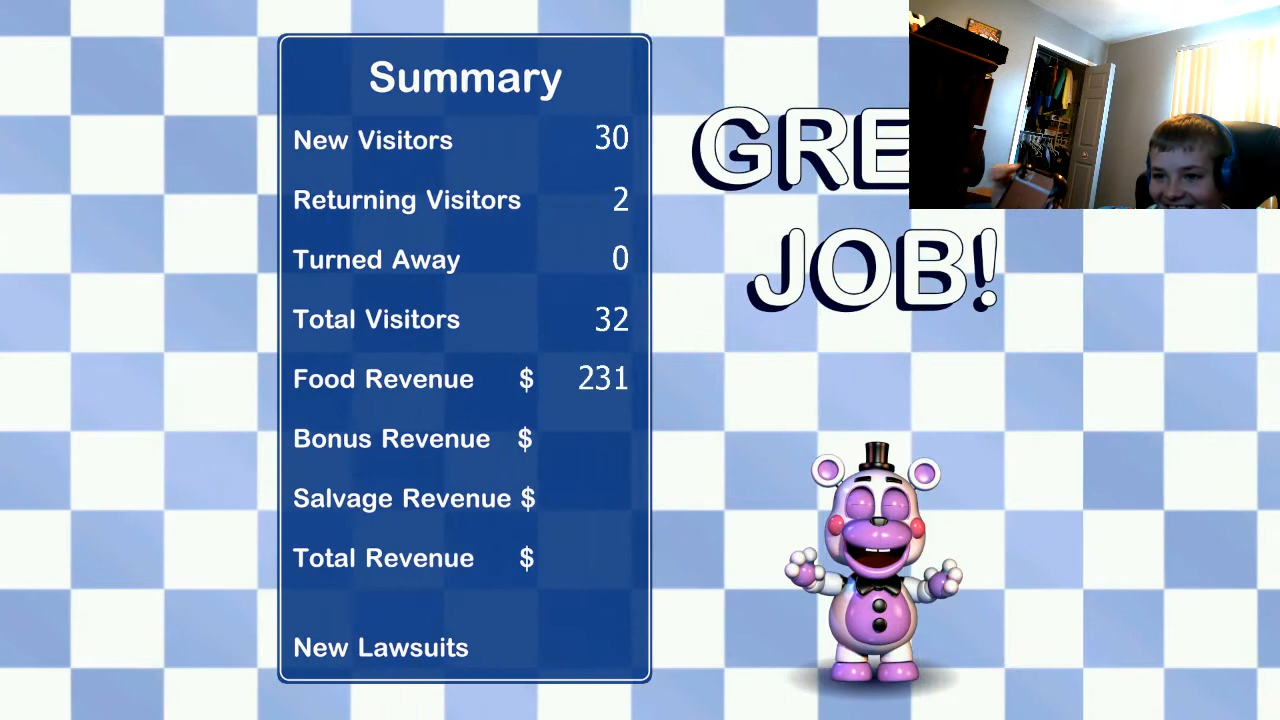 Summary
New Visitors 30
Returning Visitors 2
Turned Away 0
Total Visitors 32
Food Revenue $ 231
Bonus Revenue $
Salvage Revenue $
Total Revenue $
New Lawsuits
GRE
JOB!